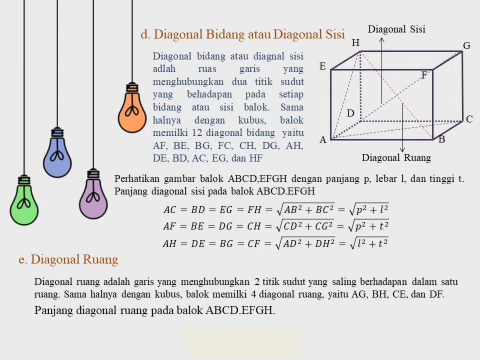 d. Diagonal Bidang atau Diagonal Sisi
Diagonal bidang atau diagnal sisi
adlah ruas garis yang
menghubungkan dua titik sudut
yang behadapan pada setiap
bidang atau sisi balok. Sama
halnya dengan kubus, balok
memilki 12 diagonal bidang yaitu
AF, BE, BG, FC, CH, DG, AH,
DE, BD, AC, EG, dan HF
Diagonal Sisi
H
G
E
F
D
C
A
B
Diagonal Ruang
Perhatikan gambar balok ABCD,EFGH dengan panjang p, lebar l, dan tinggi t.
Panjang diagonal sisi pada balok ABCD.EFGH
AC = BD = EG = FH = √(AB² + BC²) = √(p² + l²)
AF = BE = DG = CH = √(CD² + CG²) = √(p² + t²)
AH = DE = BG = CF = √(AD² + DH²) = √(l² + t²)
e. Diagonal Ruang
Diagonal ruang adalah garis yang menghubungkan 2 titik sudut yang saling berhadapan dalam satu
ruang. Sama halnya dengan kubus, balok memilki 4 diagonal ruang, yaitu AG, BH, CE, dan DF.
Panjang diagonal ruang pada balok ABCD.EFGH.